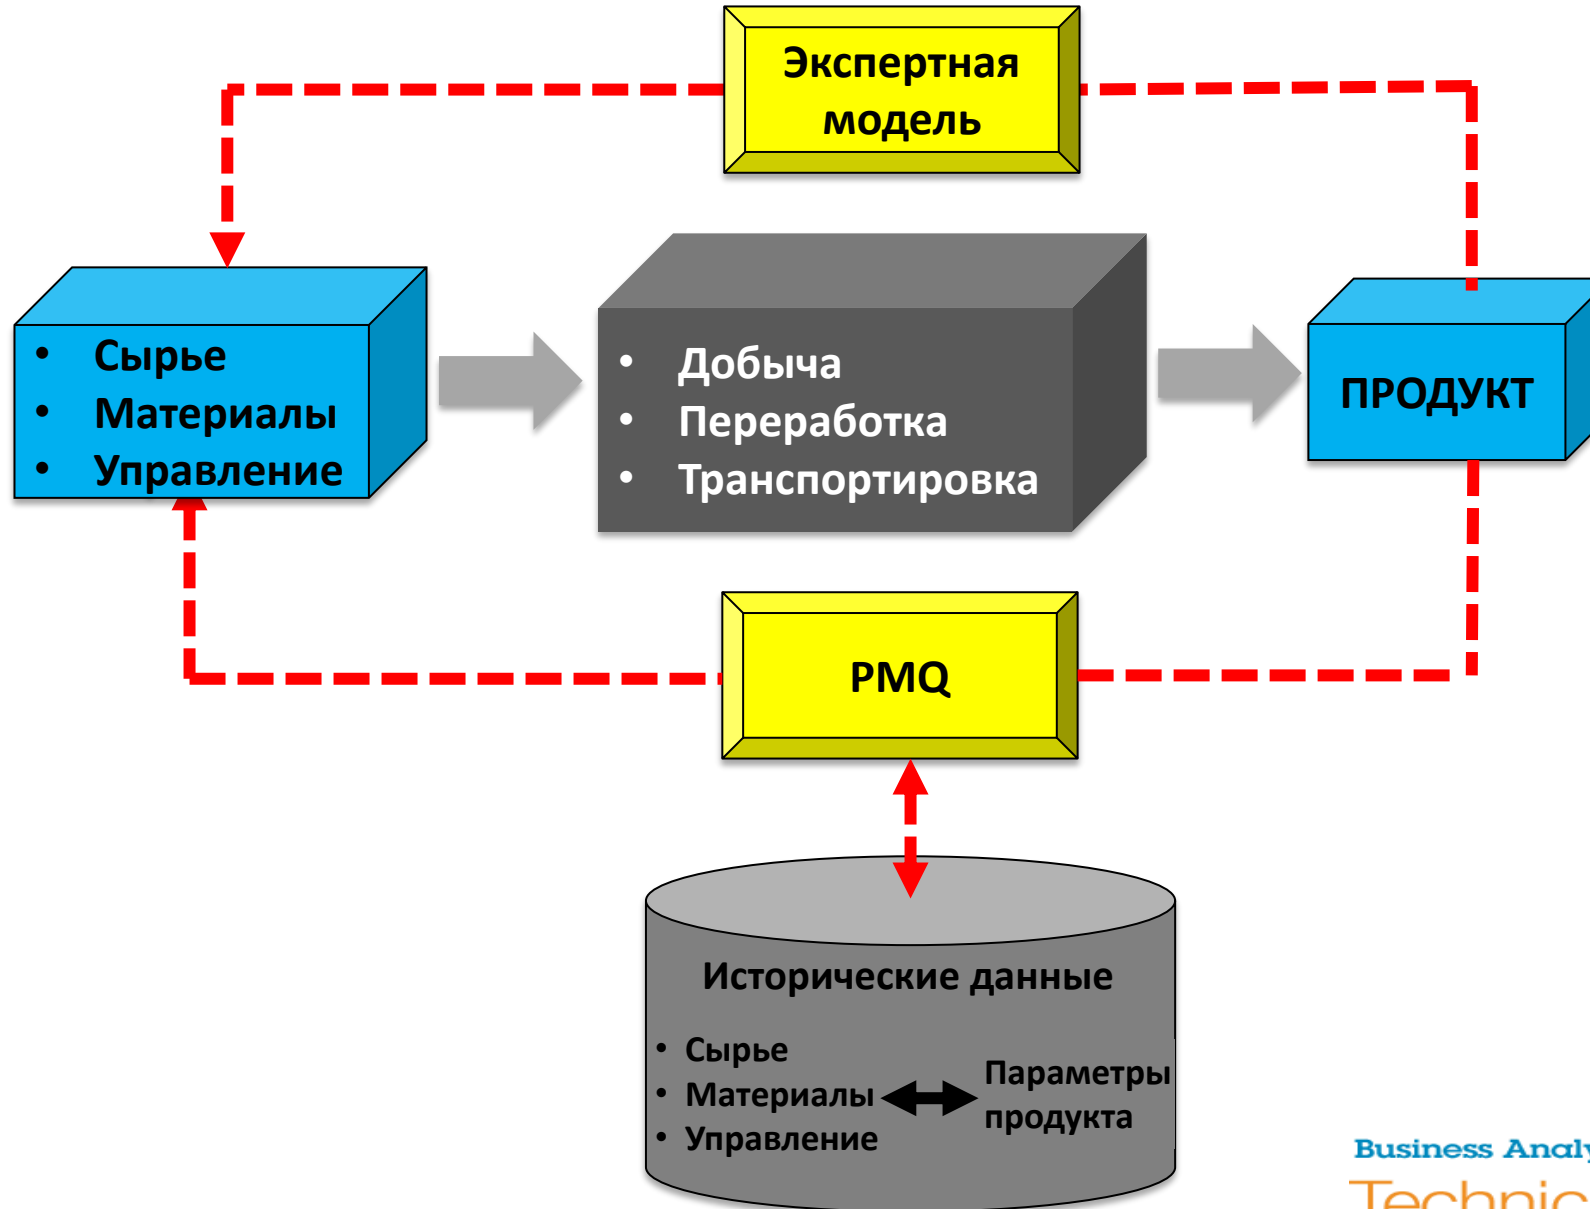 Экспертная
модель
• Сырье
• Материалы
• Управление
• Добыча
• Переработка
• Транспортировка
ПРОДУКТ
PMQ
Исторические данные
• Сырье
• Материалы
• Управление
Параметры
продукта
Business Analy
Technic